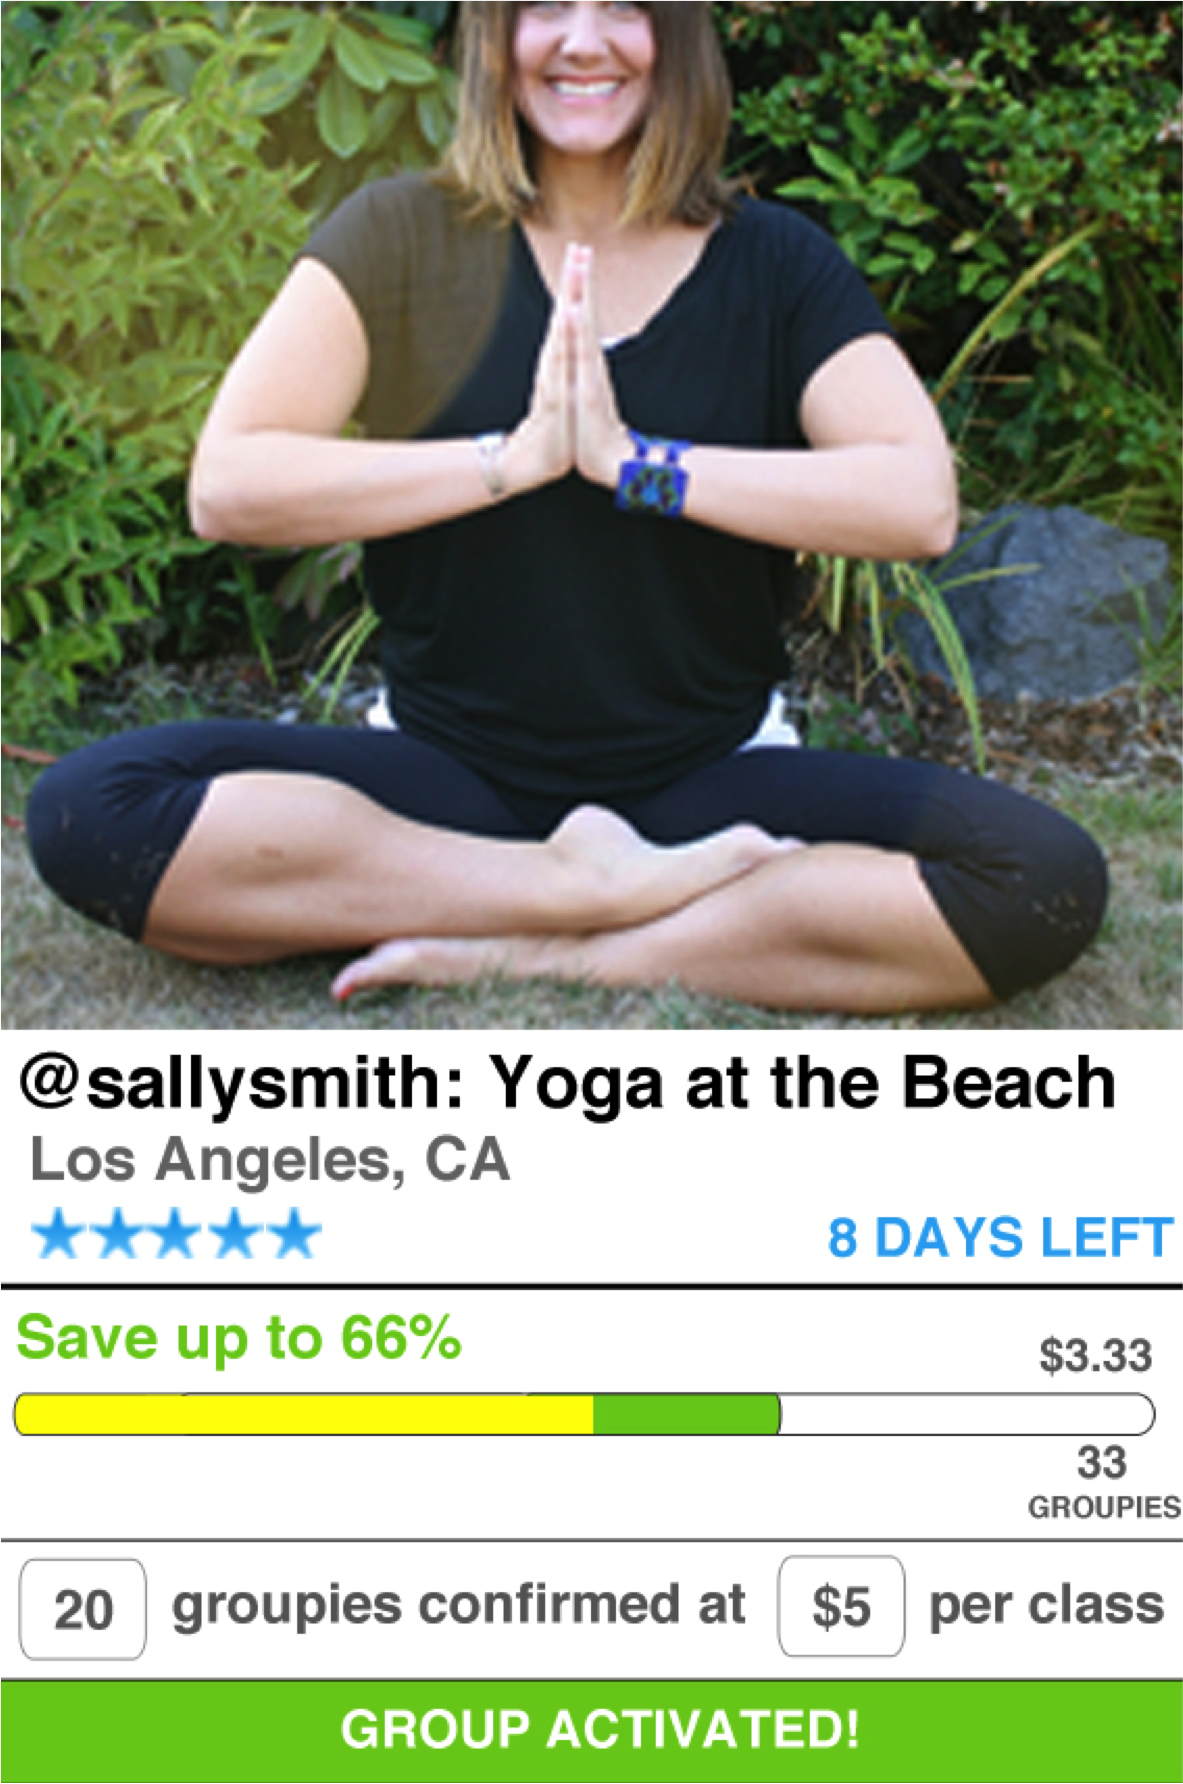 @sallysmith: Yoga at the Beach
Los Angeles, CA
8 DAYS LEFT
Save up to 66%
$3.33
33
GROUPIES
20 groupies confirmed at $5 per class
GROUP ACTIVATED!